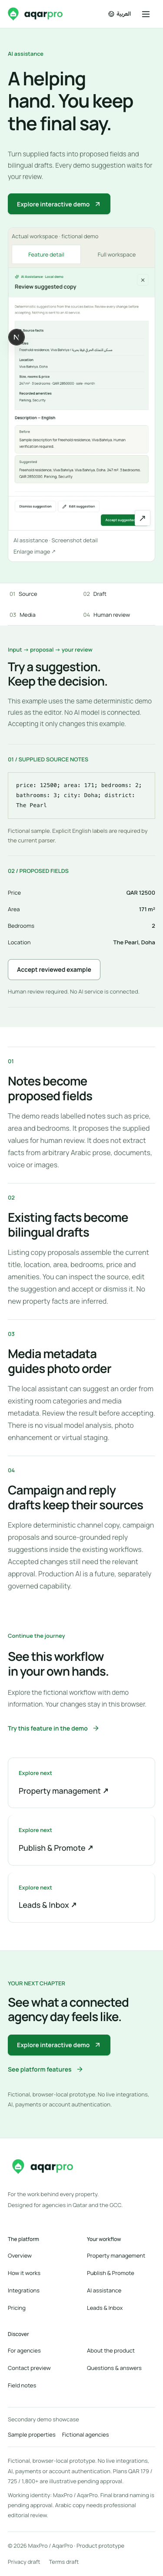 aqarpro
العربية
AI assistance
A helping
hand. You keep
the final say.
Turn supplied facts into proposed fields and
bilingual drafts. Every demo suggestion waits for
your review.
Explore interactive demo ↗
Actual workspace · fictional demo
Feature detail
Full workspace
AI Assistance · Local demo
Review suggested copy
Source facts
Location
Viva Bahriya, Doha
Size, rooms & price
Recorded amenities
Parking, Security
Description — English
Before
Suggested
Dismiss suggestion
Edit suggestion
Accept suggestion
N
AI assistance · Screenshot detail
Enlarge image ↗
01 Source
02 Draft
03 Media
04 Human review
Input → proposal → your review
Try a suggestion.
Keep the decision.
This example uses the same deterministic notes
rules as the editor. No AI model is connected.
Accepting it only changes this example.
01 / SUPPLIED SOURCE NOTES
price: 12500; area: 171; bedrooms: 2;
bathrooms: 3; city: Doha; district:
The Pearl
Fictional sample. Explicit English labels are required by
the current parser.
02 / PROPOSED FIELDS
Price QAR 12500
Area 171 m²
Bedrooms 2
Location The Pearl, Doha
Accept reviewed example
Human review required. No AI service is connected.
01
Notes become
proposed fields
The demo reads labelled notes such as price,
area and bedrooms. It proposes the supplied
values for human review. It does not extract
facts from arbitrary Arabic prose, documents,
voice or images.
02
Existing facts become
bilingual drafts
Listing copy proposals assemble the current
title, location, area, bedrooms, price and
amenities. You can inspect the source, edit
the suggestion and accept or dismiss it. No
new property facts are inferred.
03
Media metadata
guides photo order
The local assistant can suggest an order from
existing room categories and media
metadata. Review the result before accepting.
There is no visual model analysis, photo
enhancement or virtual staging.
04
Campaign and reply
drafts keep their sources
Explore deterministic channel copy, campaign
proposals and source-grounded reply
suggestions inside the existing workflows.
Accepted changes still need the relevant
approval. Production AI is a future, separately
governed capability.
Continue the journey
See this workflow
in your own hands.
Explore the fictional workflow with demo
information. Your changes stay in this browser.
Try this feature in the demo →
Explore next
Property management ↗
Explore next
Publish & Promote ↗
Explore next
Leads & Inbox ↗
YOUR NEXT CHAPTER
See what a connected
agency day feels like.
Explore interactive demo ↗
See platform features →
Fictional, browser-local prototype. No live integrations,
AI, payments or account authentication.
aqarpro
For the work behind every property.
Designed for agencies in Qatar and the GCC.
The platform
Overview
How it works
Integrations
Pricing
Your workflow
Property management
Publish & Promote
AI assistance
Leads & Inbox
Discover
For agencies
Contact preview
Field notes
About the product
Questions & answers
Secondary demo showcase
Sample properties Fictional agencies
Fictional, browser-local prototype. No live integrations,
AI, payments or account authentication. Plans QAR 179 /
725 / 1,800+ are illustrative pending approval.
Working identity: MaxPro / AqarPro. Final brand naming is
pending approval. Arabic copy needs professional
editorial review.
© 2026 MaxPro / AqarPro · Product prototype
Privacy draft Terms draft